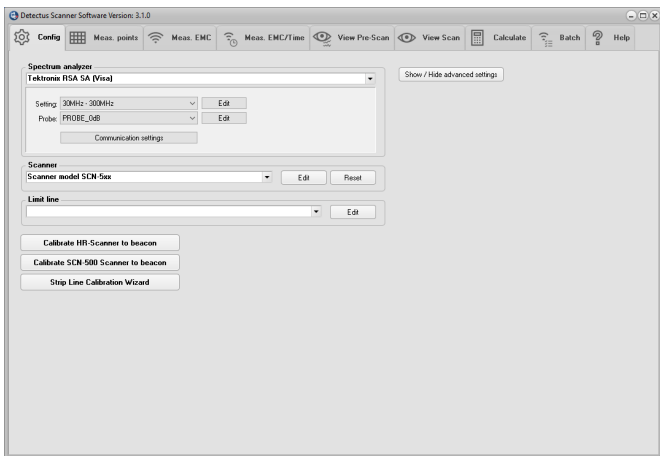 Detectus Scanner Software Version: 3.1.0
Config
Meas. points
Meas. EMC
Meas. EMC/Time
View Pre-Scan
View Scan
Calculate
Batch
Help
Spectrum analyzer
Tektronix RSA SA (Visa)
Show / Hide advanced settings
Setting: 30MHz - 300MHz Edit
Probe: PROBE_0dB Edit
Communication settings
Scanner
Scanner model SCN-5xx Edit Reset
Limit line
Edit
Calibrate HR-Scanner to beacon
Calibrate SCN-500 Scanner to beacon
Strip Line Calibration Wizard